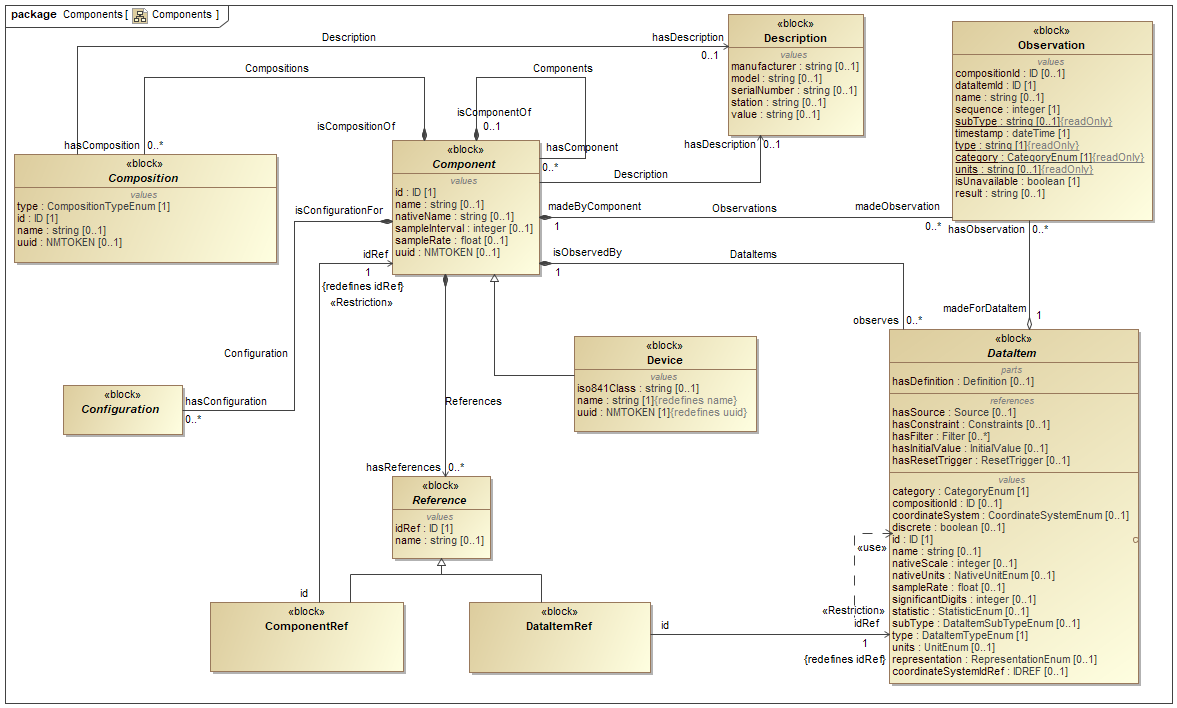 package Components [ Components ]
Description
hasDescription
0..1
Compositions
Components
isComponentOf
0..1
isCompositionOf
hasComposition 0..*
hasComponent
0..*
hasDescription 0..1
Description
«block»
Description
values
manufacturer : string [0..1]
model : string [0..1]
serialNumber : string [0..1]
station : string [0..1]
value : string [0..1]
«block»
Observation
values
compositionId : ID [0..1]
dataItemId : ID [1]
name : string [0..1]
sequence : integer [1]
subType : string [0..1]{readOnly}
timestamp : dateTime [1]
type : string [1]{readOnly}
category : CategoryEnum [1]{readOnly}
units : string [0..1]{readOnly}
isUnavailable : boolean [1]
result : string [0..1]
«block»
Composition
values
type : CompositionTypeEnum [1]
id : ID [1]
name : string [0..1]
uuid : NMTOKEN [0..1]
«block»
Component
values
id : ID [1]
name : string [0..1]
nativeName : string [0..1]
sampleInterval : integer [0..1]
sampleRate : float [0..1]
uuid : NMTOKEN [0..1]
isConfigurationFor
madeByComponent
1
Observations
madeObservation
0..*
hasObservation 0..*
isObservedBy
1
DataItems
idRef
1
{redefines idRef}
«Restriction»
observes 0..*
madeForDataItem
1
Configuration
«block»
Configuration
hasConfiguration
0..*
«block»
Device
values
iso841Class : string [0..1]
name : string [1]{redefines name}
uuid : NMTOKEN [1]{redefines uuid}
References
hasReferences 0..*
«block»
Reference
values
idRef : ID [1]
name : string [0..1]
«block»
DataItem
parts
hasDefinition : Definition [0..1]
references
hasSource : Source [0..1]
hasConstraint : Constraints [0..1]
hasFilter : Filter [0..*]
hasInitialValue : InitialValue [0..1]
hasResetTrigger : ResetTrigger [0..1]
values
category : CategoryEnum [1]
compositionId : ID [0..1]
coordinateSystem : CoordinateSystemEnum [0..1]
discrete : boolean [0..1]
id : ID [1]
name : string [0..1]
nativeScale : integer [0..1]
nativeUnits : NativeUnitEnum [0..1]
sampleRate : float [0..1]
significantDigits : integer [0..1]
statistic : StatisticEnum [0..1]
subType : DataItemSubTypeEnum [0..1]
type : DataItemTypeEnum [1]
units : UnitEnum [0..1]
representation : RepresentationEnum [0..1]
coordinateSystemIdRef : IDREF [0..1]
«use»
«Restriction»
idRef
1
{redefines idRef}
id
«block»
ComponentRef
«block»
DataItemRef
id